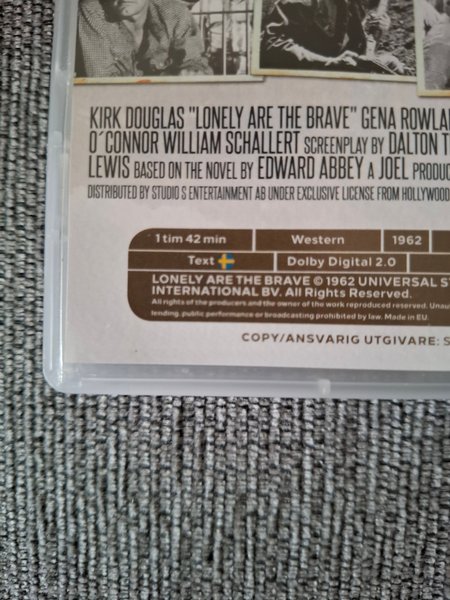 KIRK DOUGLAS "LONELY ARE THE BRAVE" GENA
O´CONNOR WILLIAM SCHALLERT SCREENPLAY BY DALTON
LEWIS BASED ON THE NOVEL BY EDWARD ABBEY A JOEL
DISTRIBUTED BY STUDIO S ENTERTAINMENT AB UNDER EXCLUSIVE LICENSE FROM HOLLYWOOD
1 tim 42 min Western 1962
Text Dolby Digital 2.0
LONELY ARE THE BRAVE © 1962 UNIVERSAL
INTERNATIONAL BV. All Rights Reserved.
All rights of the producers and the owner of the work reproduced reserved.
lending, public performance or broadcasting prohibited by law. Made in EU.
COPY/ANSVARIG UTGIVARE: